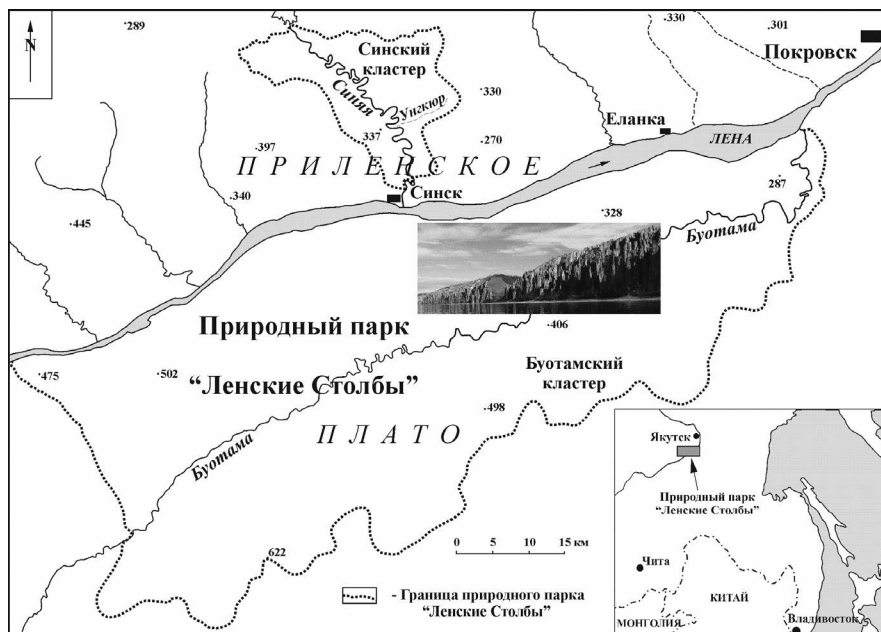 N
289
330
301
Покровск
Синский
кластер
Синяя
Унгкюр
330
Еланка
337
270
ЛЕНА
397
ПРИЛЕНСКОЕ
287
340
Синск
328
445
Буотама
406
Природный парк
Буотамский
кластер
475
502
“Ленские Столбы”
498
ПЛАТО
Буотама
Якутск
Природный парк
“Ленские Столбы”
0 5 10 15 км
622
Чита
КИТАЙ
- Граница природного парка
“Ленские Столбы”
МОНГОЛИЯ
Владивосток